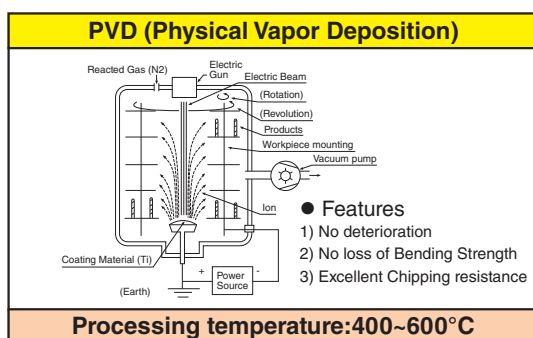 PVD (Physical Vapor Deposition)
Reacted Gas (N2)
Electric
Gun
Electric Beam
(Rotation)
(Revolution)
Products
Workpiece mounting
Vacuum pump
Ion
Coating Material (Ti)
+
-
Power
Source
(Earth)
● Features
1) No deterioration
2) No loss of Bending Strength
3) Excellent Chipping resistance
Processing temperature:400~600°C